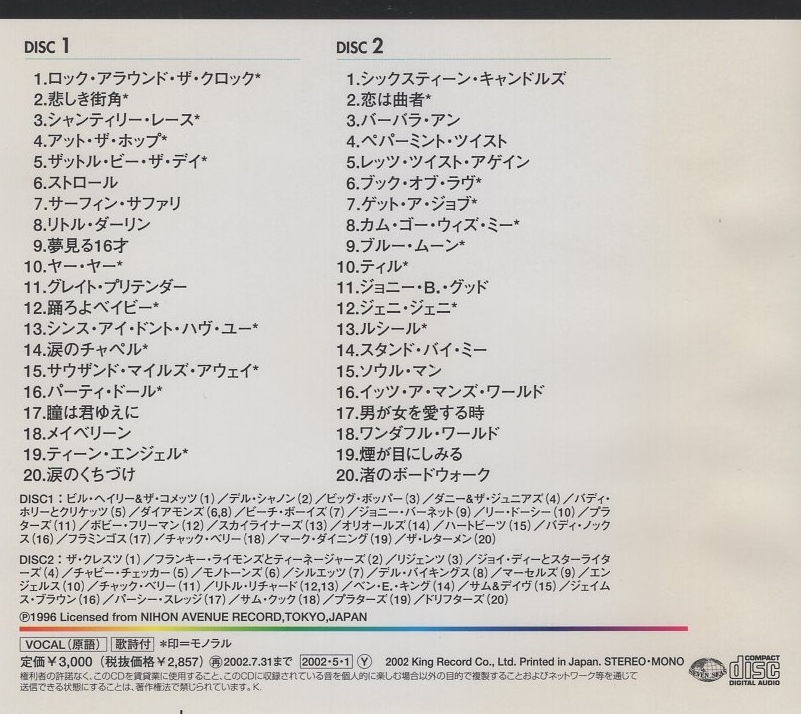 DISC 1
1.ロック・アラウンド・ザ・クロック*
2.悲しき街角*
3.シャンティリー・レース*
4.アット・ザ・ホップ*
5.ザットル・ビー・ザ・デイ*
6.ストロール
7.サーフィン・サファリ
8.リトル・ダーリン
9.夢見る16才
10.ヤー・ヤー*
11.グレイト・プリテンダー
12.踊ろよベイビー*
13.シンス・アイ・ドント・ハヴ・ユー*
14.涙のチャペル*
15.サウザンド・マイルズ・アウェイ*
16.パーティ・ドール*
17.瞳は君ゆえに
18.メイベリーン
19.ティーン・エンジェル*
20.涙のくちづけ
DISC 2
1.シックスティーン・キャンドルズ
2.恋は曲者*
3.バーバラ・アン
4.ペパーミント・ツイスト
5.レッツ・ツイスト・アゲイン
6.ブック・オブ・ラヴ*
7.ゲット・ア・ジョブ*
8.カム・ゴー・ウィズ・ミー*
9.ブルー・ムーン*
10.ティル*
11.ジョニー・B.・グッド
12.ジェニ・ジェニ*
13.ルシール*
14.スタンド・バイ・ミー
15.ソウル・マン
16.イッツ・ア・マンズ・ワールド
17.男が女を愛する時
18.ワンダフル・ワールド
19.煙が目にしみる
20.渚のボードウォーク
DISC1:ビル・ヘイリー&ザ・コメッツ(1)/デル・シャノン(2)/ビッグ・ボッパー(3)/ダニー&ザ・ジュニアズ(4)/バディ・
ホリーとクリケッツ(5)/ダイアモンズ(6,8)/ビーチ・ボーイズ(7)/ジョニー・バーネット(9)/リー・ドーシー(10)/プラ
ターズ(11)/ボビー・フリーマン(12)/スカイライナーズ(13)/オリオールズ(14)/ハートビーツ(15)/バディ・ノック
ス(16)/フラミンゴス(17)/チャック・ベリー(18)/マーク・ダイニング(19)/ザ・レターメン(20)
DISC2:ザ・クレスツ(1)/フランキー・ライモンズとティーネージャーズ(2)/リジェンツ(3)/ジョイ・ディーとスターライタ
ーズ(4)/チャビー・チェッカー(5)/モノトーンズ(6)/シルエッツ(7)/デル・バイキングス(8)/マーセルズ(9)/エン
ジェルス(10)/チャック・ベリー(11)/リトル・リチャード(12,13)/ベン・E.キング(14)/サム&デイヴ(15)/ジェイム
ス・ブラウン(16)/パーシー・スレッジ(17)/サム・クック(18)/プラターズ(19)/ドリフターズ(20)
℗1996 Licensed from NIHON AVENUE RECORD,TOKYO,JAPAN
VOCAL(原語) 歌詩付 *印=モノラル
定価¥3,000(税抜価格¥2,857)㊢2002.7.31まで 2002・5・1 Ⓨ 2002 King Record Co., Ltd. Printed in Japan. STEREO・MONO
SEVEN SEAS
COMPACT
disc
DIGITAL AUDIO
権利者の許諾なく、このCDを賃貸業に使用すること、このCDに収録されている音を個人的に楽しむ場合以外の目的で複製することおよびネットワーク等を通じて
送信できる状態にすることは、著作権法で禁じられています。K.